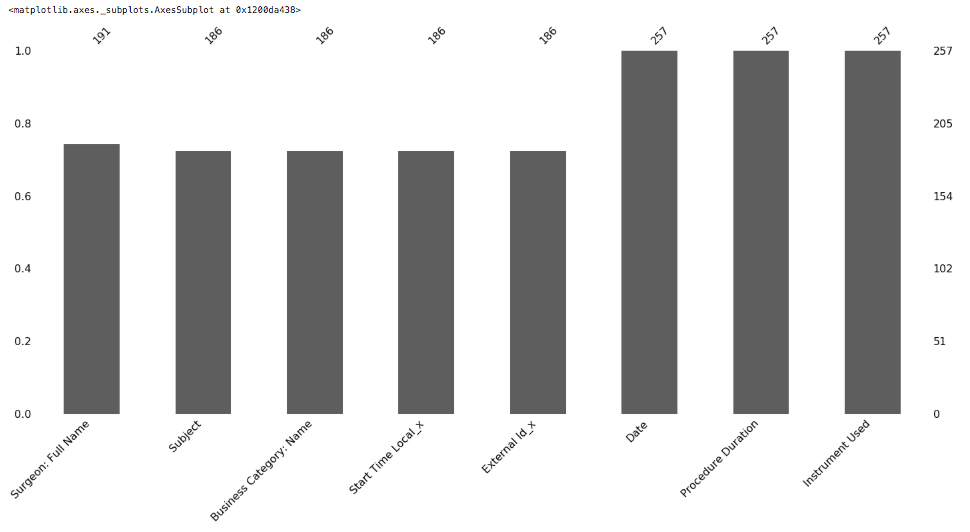 <matplotlib.axes._subplots.AxesSubplot at 0x1200da438>
191 186 186 186 186 257 257 257
1.0 257
0.8 205
0.6 154
0.4 102
0.2 51
0.0 0
Surgeon: Full Name
Subject
Business Category: Name
Start Time Local_x
External Id_x
Date
Procedure Duration
Instrument Used